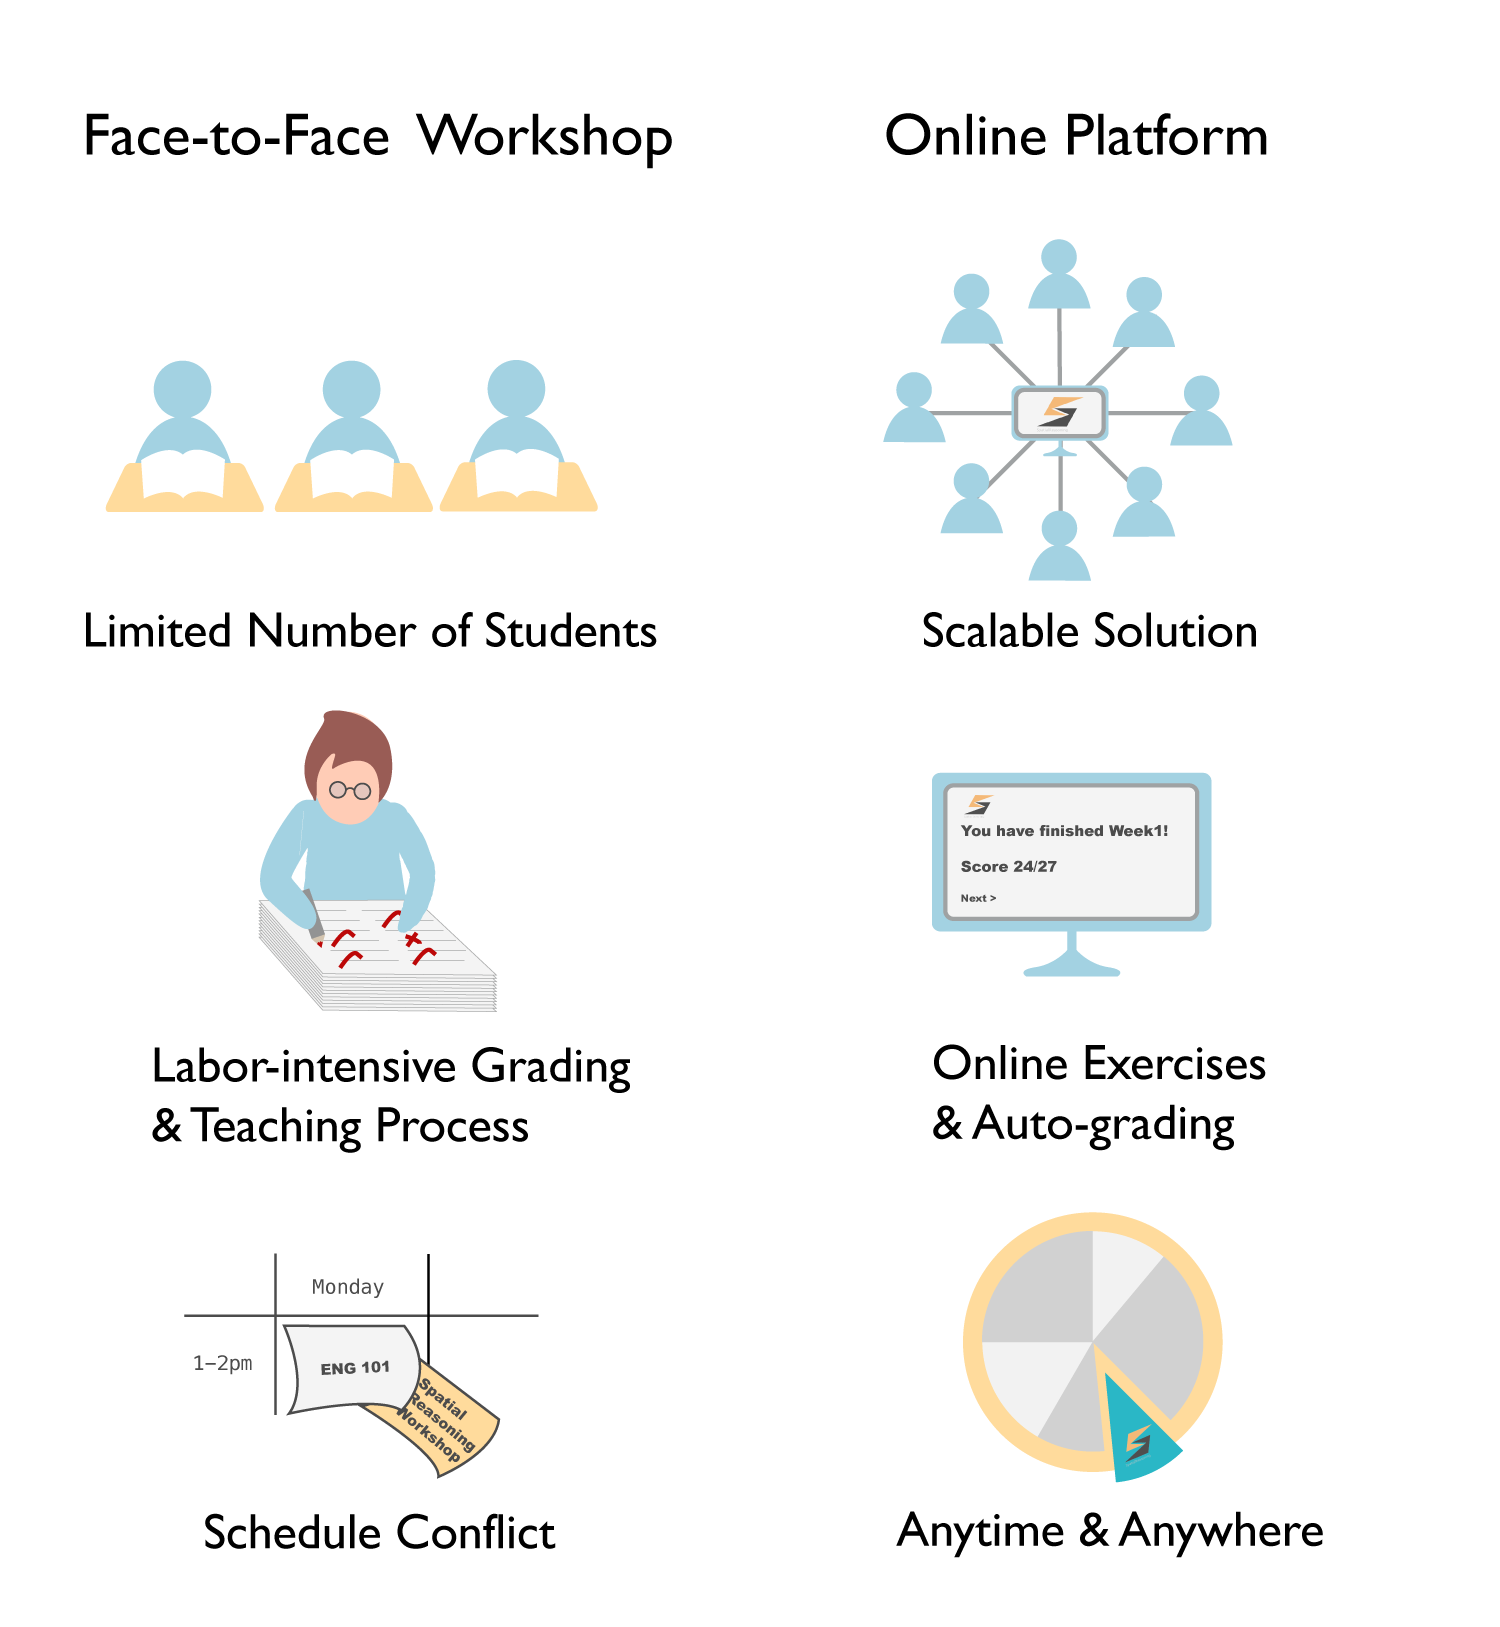 Face-to-Face Workshop
Online Platform
Limited Number of Students
Scalable Solution
You have finished Week1!
Score 24/27
Next >
Labor-intensive Grading
& Teaching Process
Online Exercises
& Auto-grading
Monday
1-2pm
ENG 101
Spatial
Reasoning
Workshop
Schedule Conflict
Anytime & Anywhere